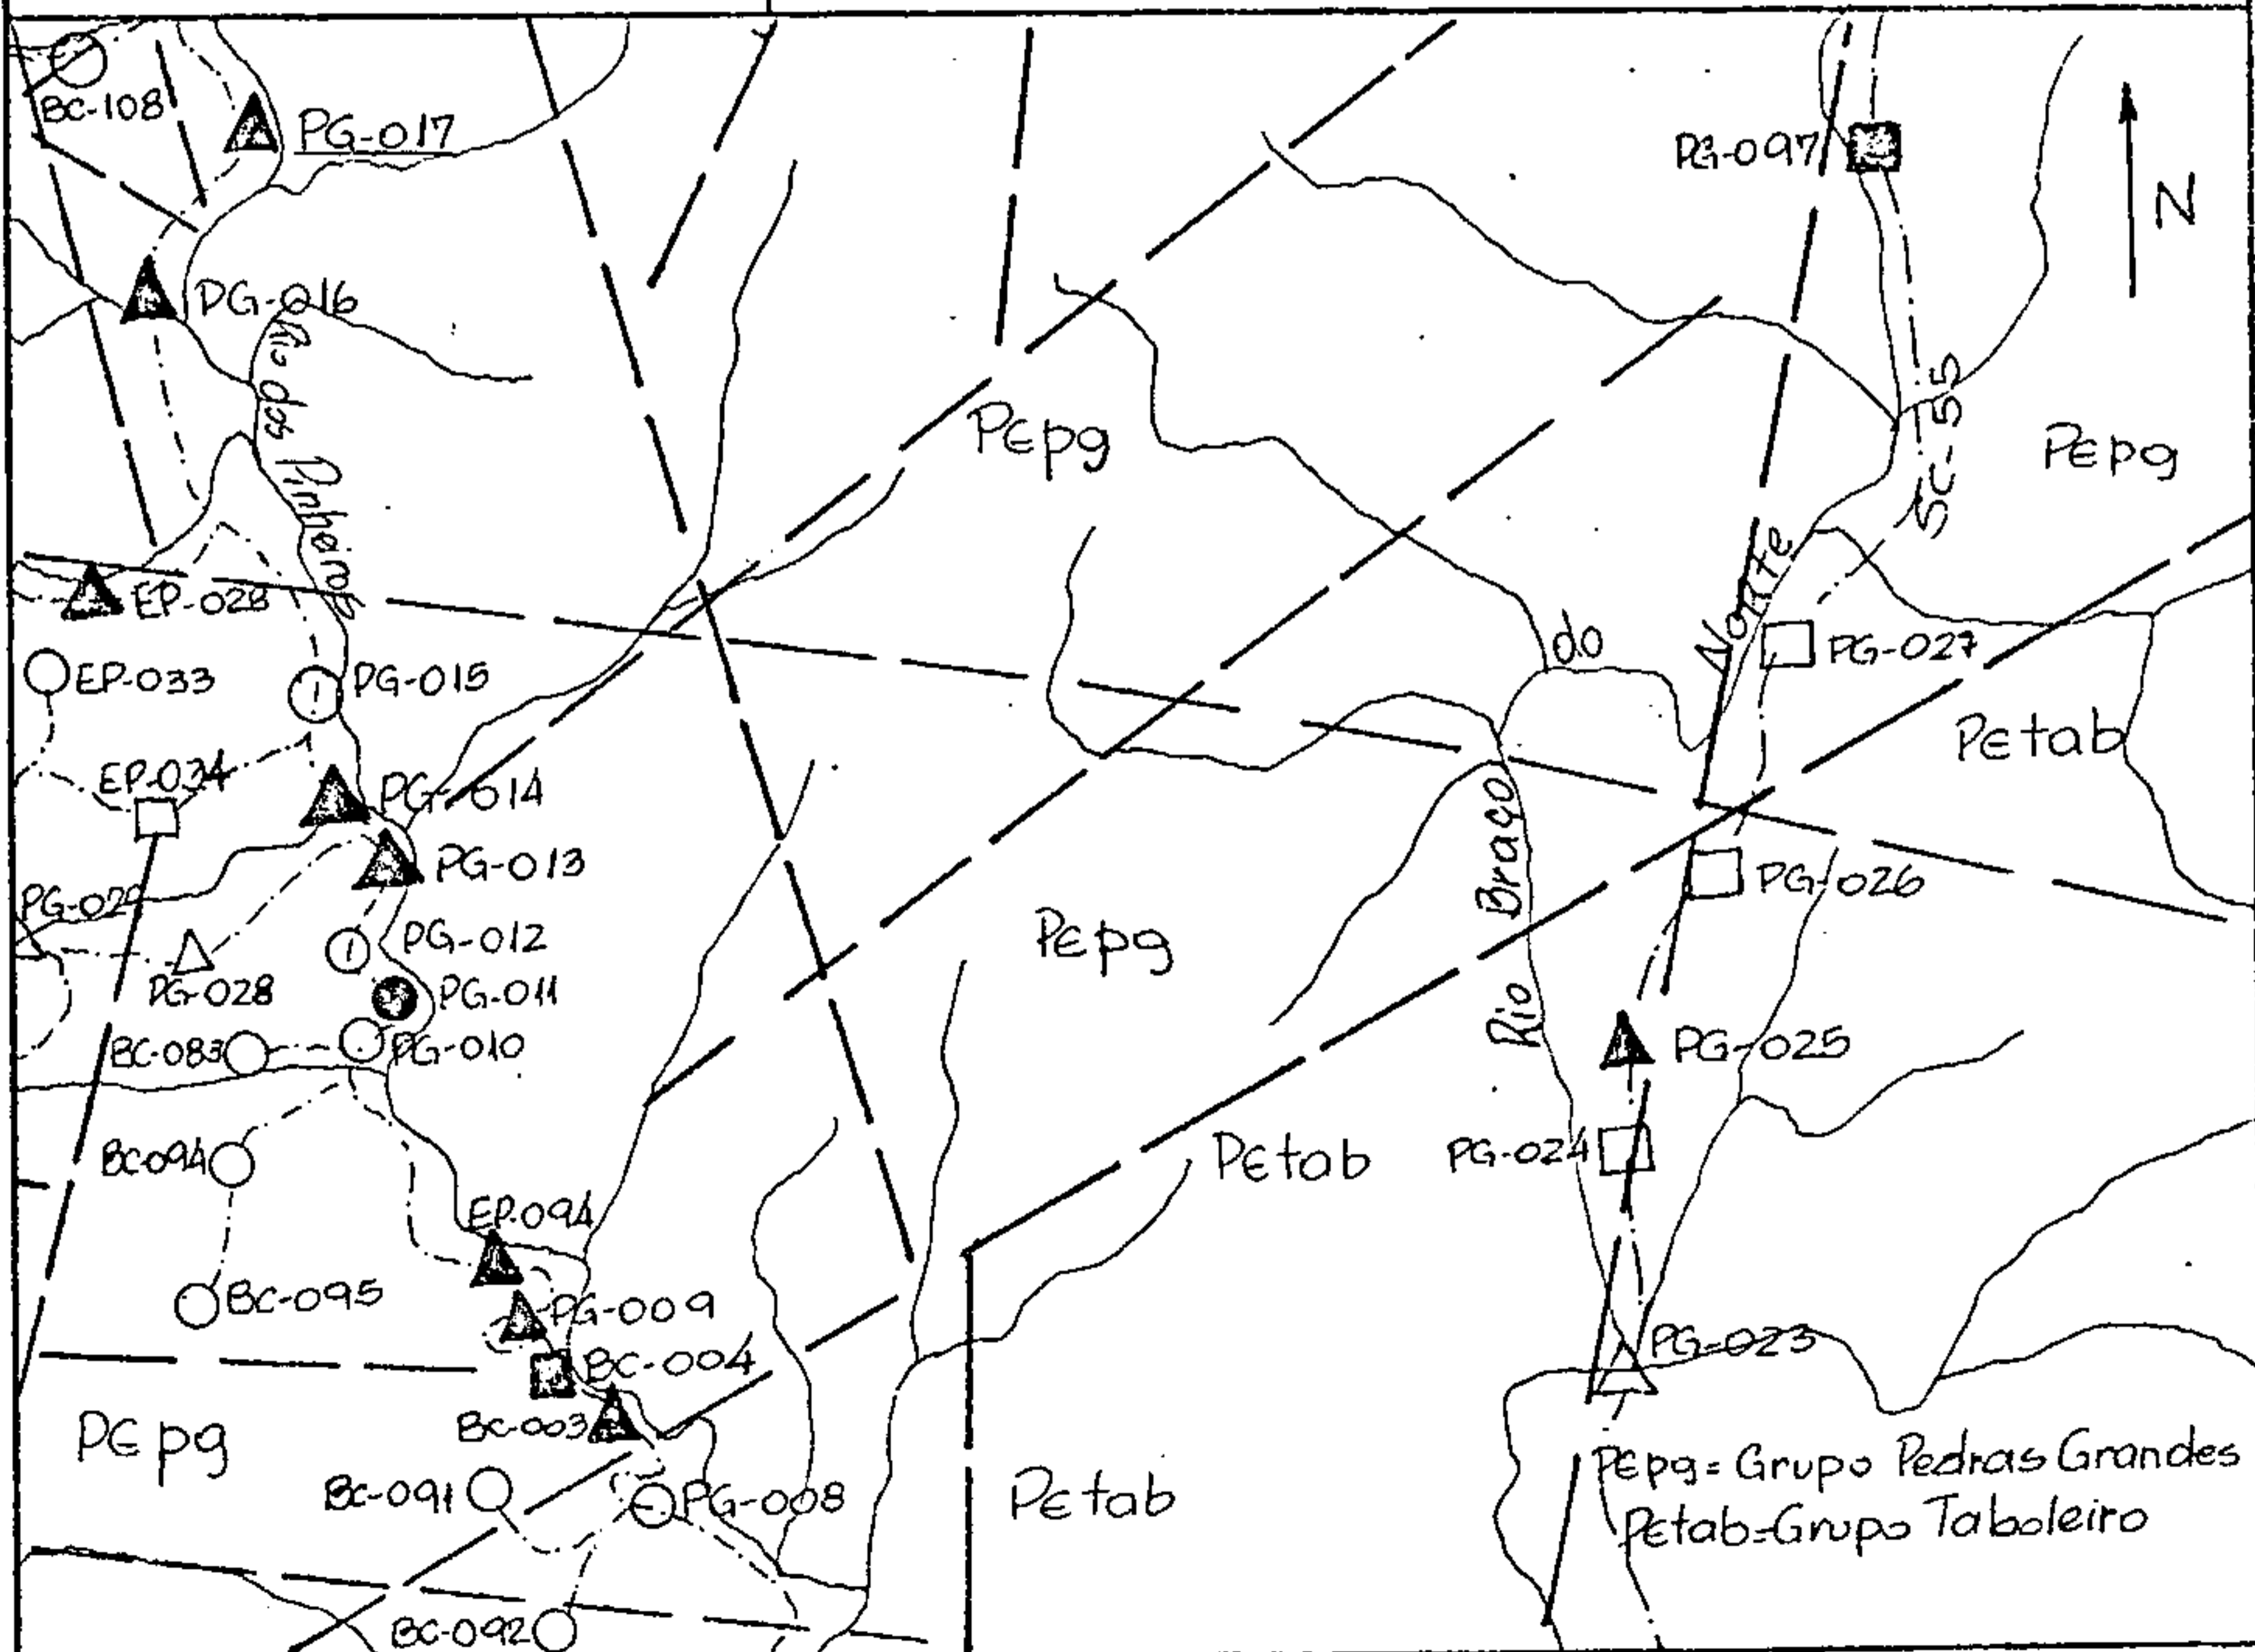 BC-108
PG-017
PG-097
N
PG-016
Rio das Pinheiros
PEpg
PEpg
SC-55
EP-028
do
Norte
PG-027
EP-033
PG-015
PEtab
EP-034
PG-014
PG-013
Rio Braço
PG-026
PG-029
PG-012
PEpg
PG-028
PG-011
BC-083
PG-010
PG-025
BC-094
PEtab
PG-024
EP-094
BC-095
PG-009
PG-023
BC-004
BC-003
PEpg
PEpg= Grupo Pedras Grandes
BC-091
PG-008
PEtab
PEtab=Grupo Taboleiro
BC-092